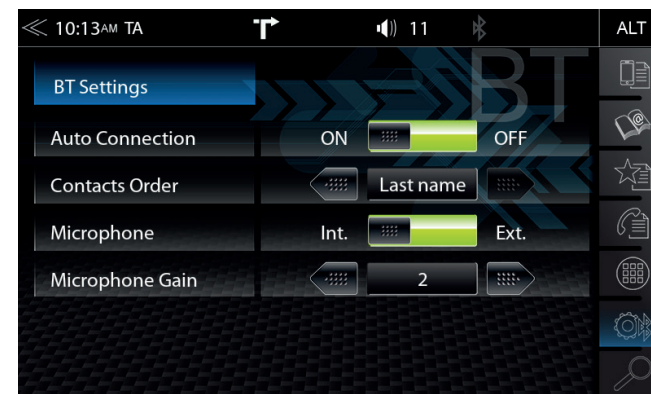 10:13AM TA 11 ALT
BT
BT Settings
Auto Connection ON OFF
Contacts Order Last name
Microphone Int. Ext.
Microphone Gain 2